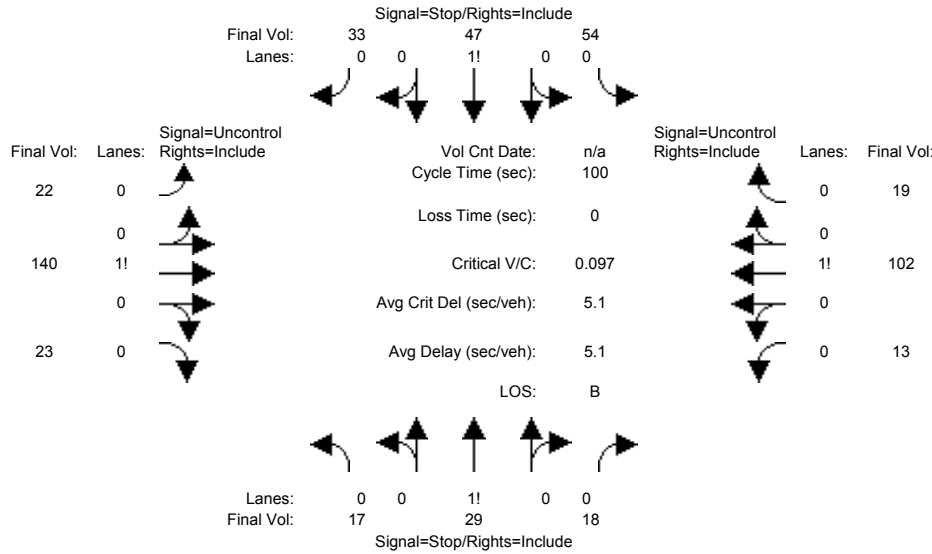 Signal=Stop/Rights=Include
Final Vol: 33 47 54
Lanes: 0 0 1! 0 0
Signal=Uncontrol
Final Vol: Lanes: Rights=Include
Vol Cnt Date: n/a
Signal=Uncontrol
Rights=Include Lanes: Final Vol:
Cycle Time (sec): 100
22 0
0 19
Loss Time (sec): 0
0
0
140 1!
Critical V/C: 0.097
1! 102
0
Avg Crit Del (sec/veh): 5.1
0
23 0
Avg Delay (sec/veh): 5.1
0 13
LOS: B
Lanes: 0 0 1! 0 0
Final Vol: 17 29 18
Signal=Stop/Rights=Include